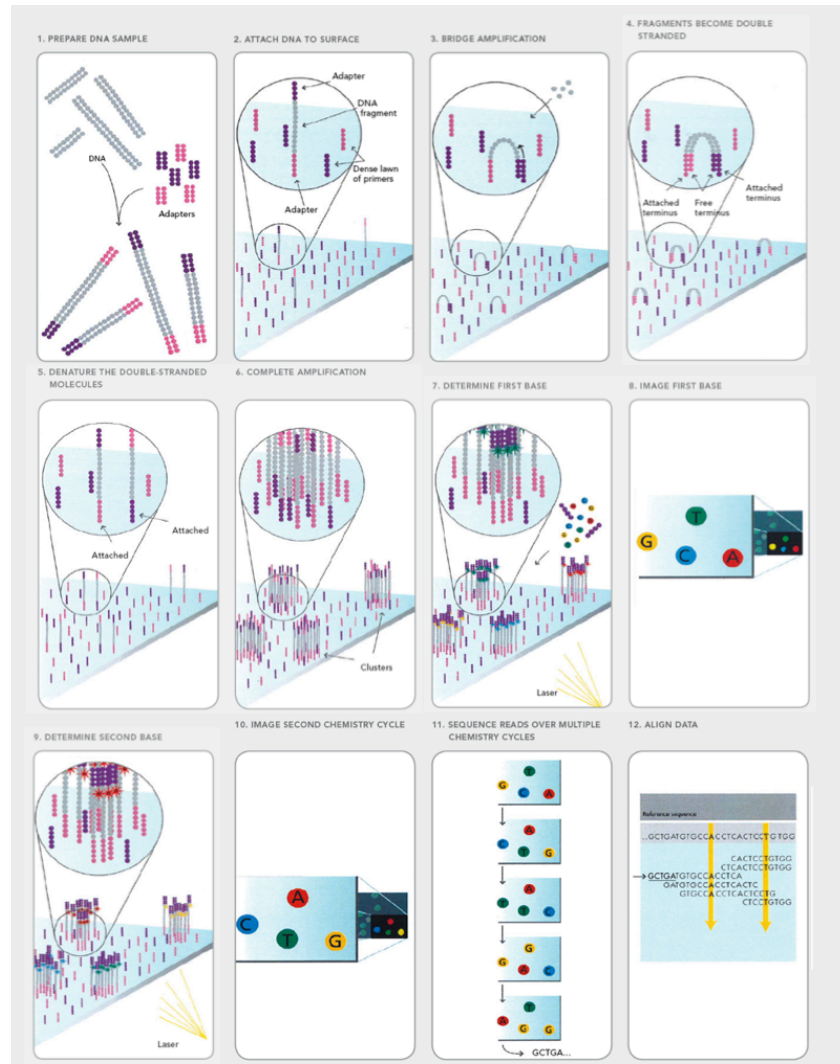 1. PREPARE DNA SAMPLE
DNA
Adapters
2. ATTACH DNA TO SURFACE
Adapter
DNA
fragment
Dense lawn
of primers
Adapter
3. BRIDGE AMPLIFICATION
4. FRAGMENTS BECOME DOUBLE
STRANDED
Attached
terminus
Free
terminus
Attached
terminus
5. DENATURE THE DOUBLE-STRANDED
MOLECULES
Attached
Attached
6. COMPLETE AMPLIFICATION
Clusters
7. DETERMINE FIRST BASE
Laser
8. IMAGE FIRST BASE
T
G
C
A
9. DETERMINE SECOND BASE
Laser
10. IMAGE SECOND CHEMISTRY CYCLE
A
C
T
G
11. SEQUENCE READS OVER MULTIPLE
CHEMISTRY CYCLES
T
G
C A
A
C
T G
A
T
T C
G
G
A C
T
A
G G
GCTGA...
12. ALIGN DATA
Reference sequence
...GCTGATGTGCCACCTCACTCCTGTGG
CACTCCTGTGG
CTCACTCCTGTGG
GCTGATGTGCCACCTCA
GATGTGCCACCTCACTC
GTGCCACCTCACTCCTG
CTCCTGTGG